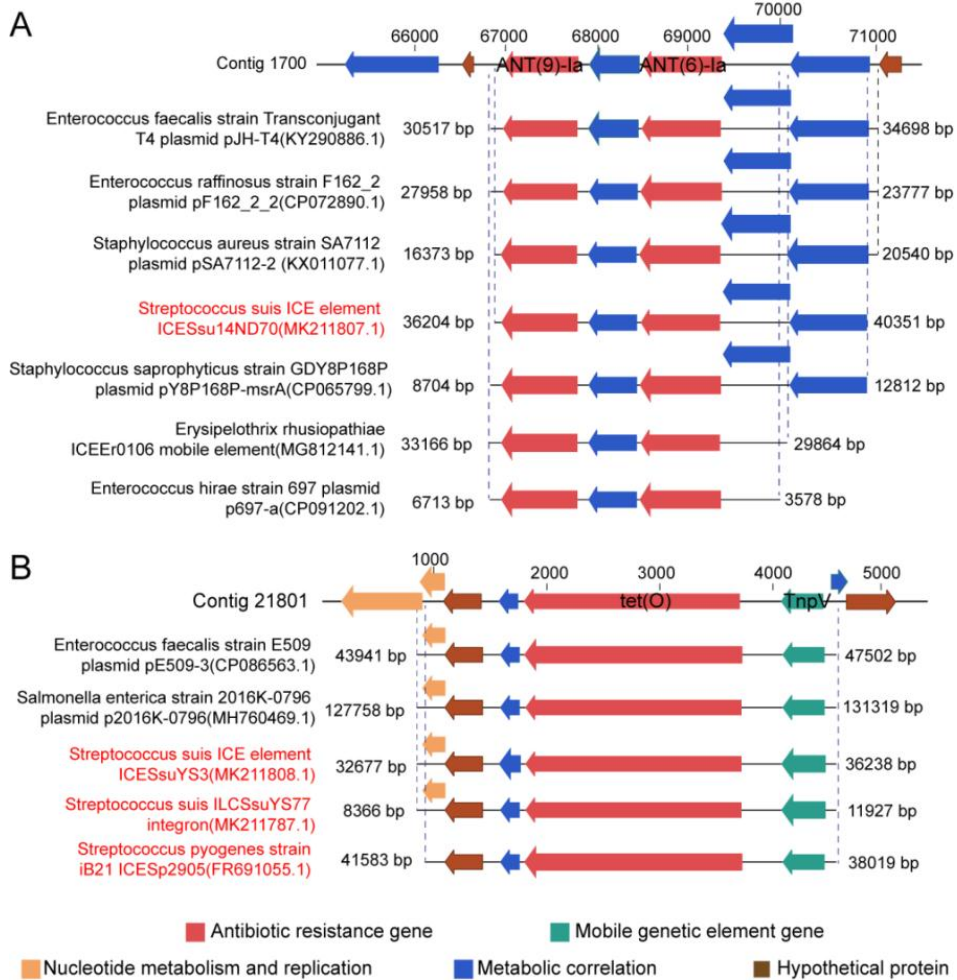 A
66000 67000 68000 69000 70000 71000
Contig 1700
ANT(9)-Ia ANT(6)-Ia
Enterococcus faecalis strain Transconjugant
T4 plasmid pJH-T4(KY290886.1)
30517 bp 34698 bp
Enterococcus raffinosus strain F162_2
plasmid pF162_2_2(CP072890.1)
27958 bp 23777 bp
Staphylococcus aureus strain SA7112
plasmid pSA7112-2 (KX011077.1)
16373 bp 20540 bp
Streptococcus suis ICE element
ICESsu14ND70(MK211807.1)
36204 bp 40351 bp
Staphylococcus saprophyticus strain GDY8P168P
plasmid pY8P168P-msrA(CP065799.1)
8704 bp 12812 bp
Erysipelothrix rhusiopathiae
ICEEr0106 mobile element(MG812141.1)
33166 bp 29864 bp
Enterococcus hirae strain 697 plasmid
p697-a(CP091202.1)
6713 bp 3578 bp
B
1000 2000 3000 4000 5000
Contig 21801
tet(O) TnpV
Enterococcus faecalis strain E509
plasmid pE509-3(CP086563.1)
43941 bp 47502 bp
Salmonella enterica strain 2016K-0796
plasmid p2016K-0796(MH760469.1)
127758 bp 131319 bp
Streptococcus suis ICE element
ICESsuYS3(MK211808.1)
32677 bp 36238 bp
Streptococcus suis ILCSsuYS77
integron(MK211787.1)
8366 bp 11927 bp
Streptococcus pyogenes strain
iB21 ICESp2905(FR691055.1)
41583 bp 38019 bp
Antibiotic resistance gene Mobile genetic element gene
Nucleotide metabolism and replication Metabolic correlation Hypothetical protein